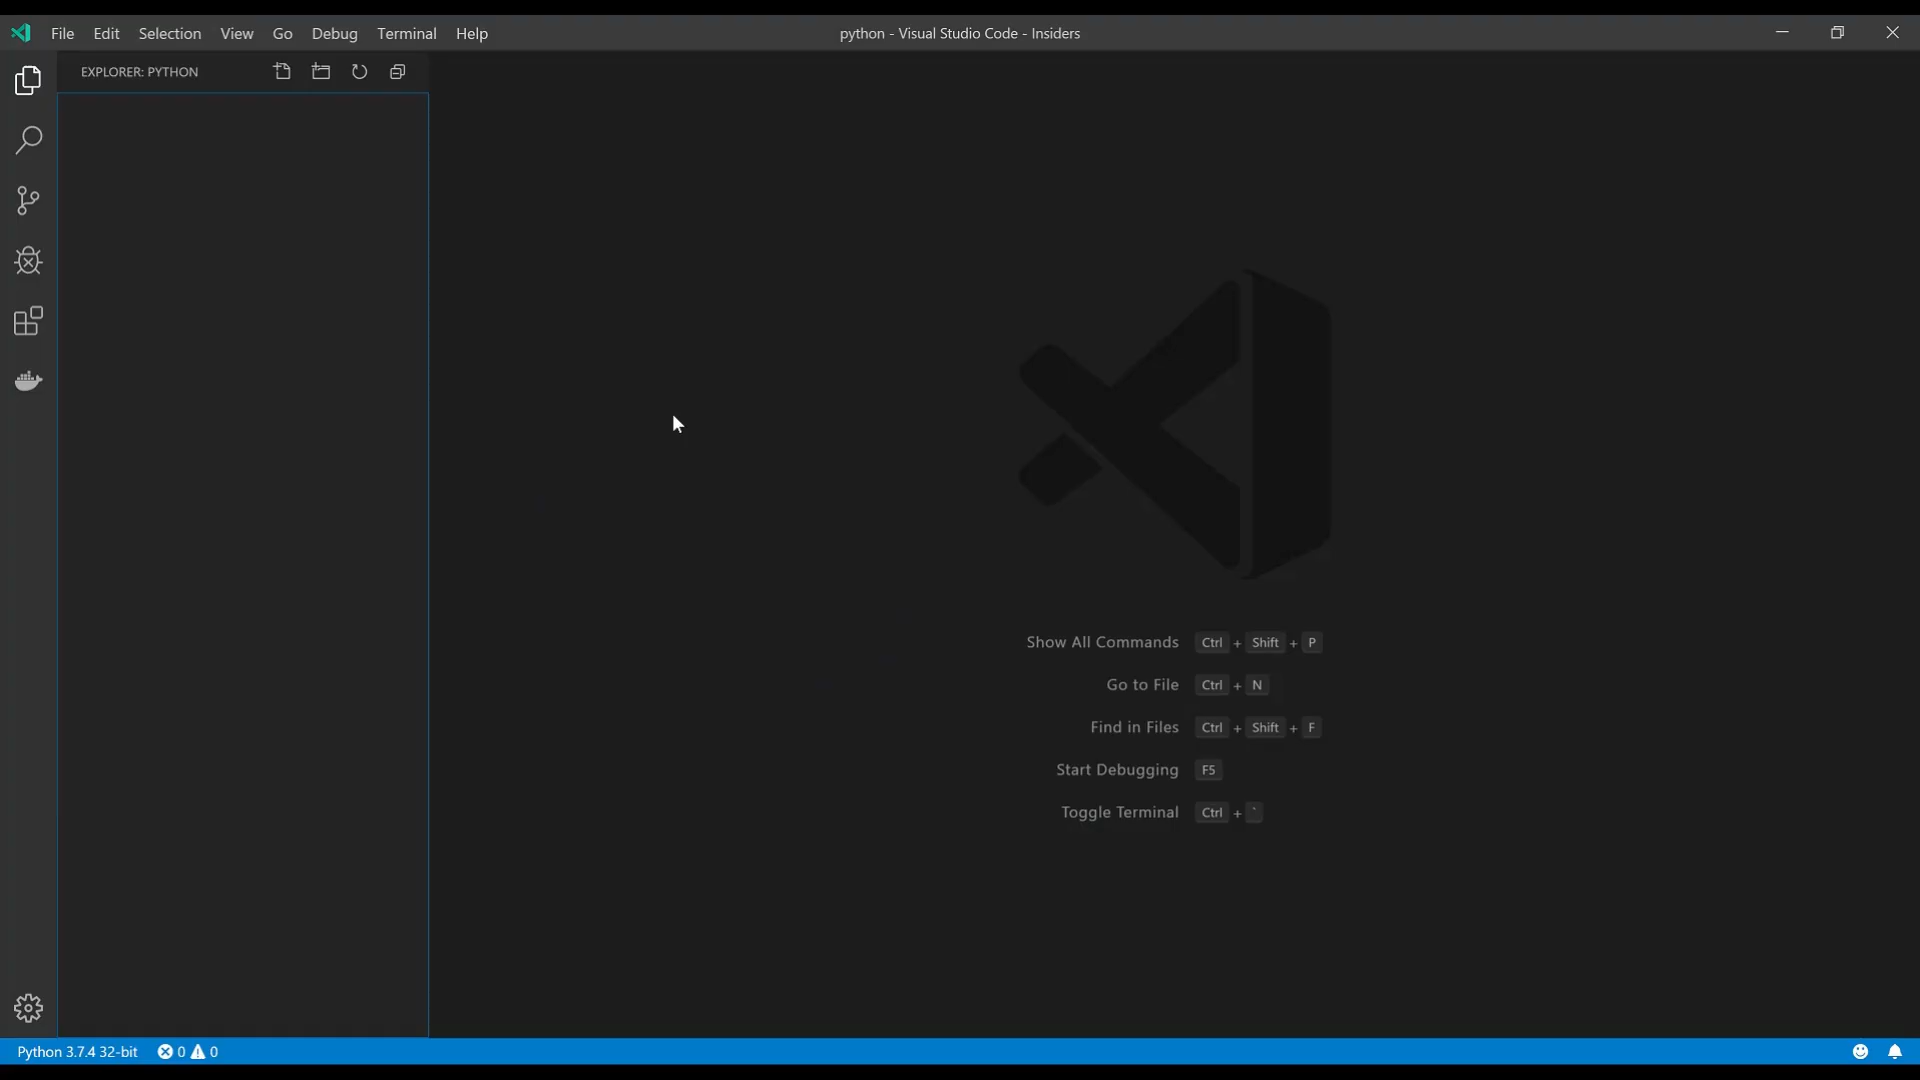 File Edit Selection View Go Debug Terminal Help
python - Visual Studio Code - Insiders
EXPLORER: PYTHON
Show All Commands Ctrl + Shift + P
Go to File Ctrl + N
Find in Files Ctrl + Shift + F
Start Debugging F5
Toggle Terminal Ctrl + `
Python 3.7.4 32-bit 0 0